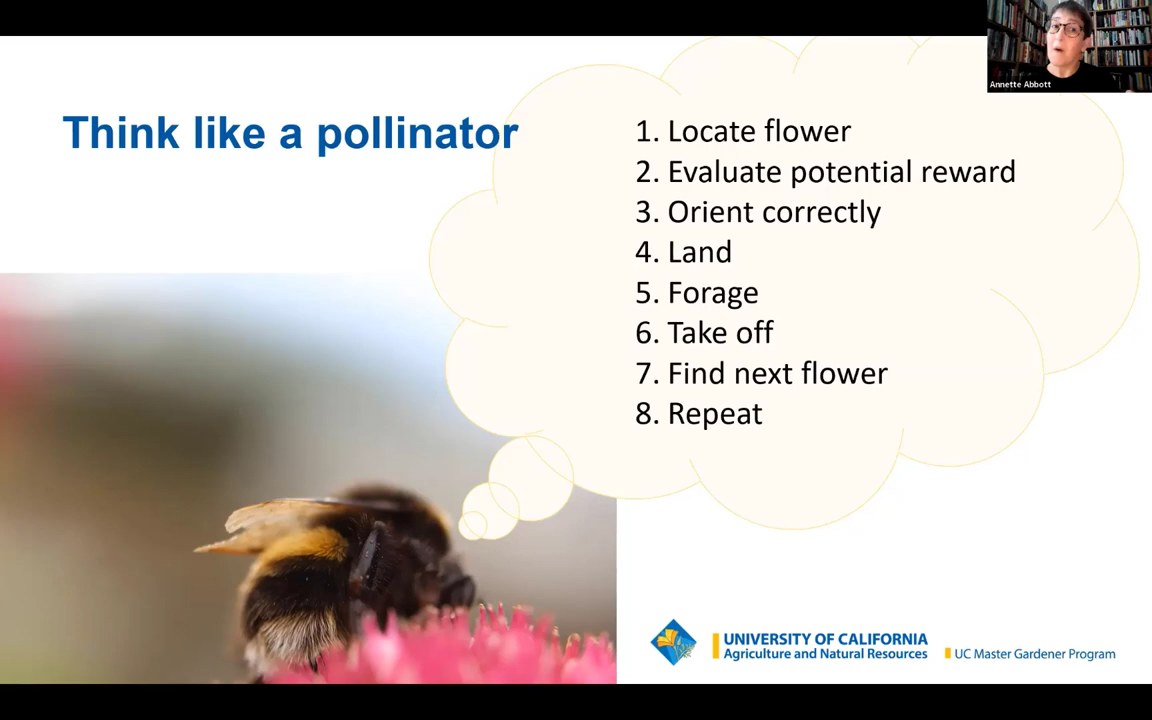 Annette Abbott
Think like a pollinator
1. Locate flower
2. Evaluate potential reward
3. Orient correctly
4. Land
5. Forage
6. Take off
7. Find next flower
8. Repeat
UNIVERSITY OF CALIFORNIA
Agriculture and Natural Resources
UC Master Gardener Program